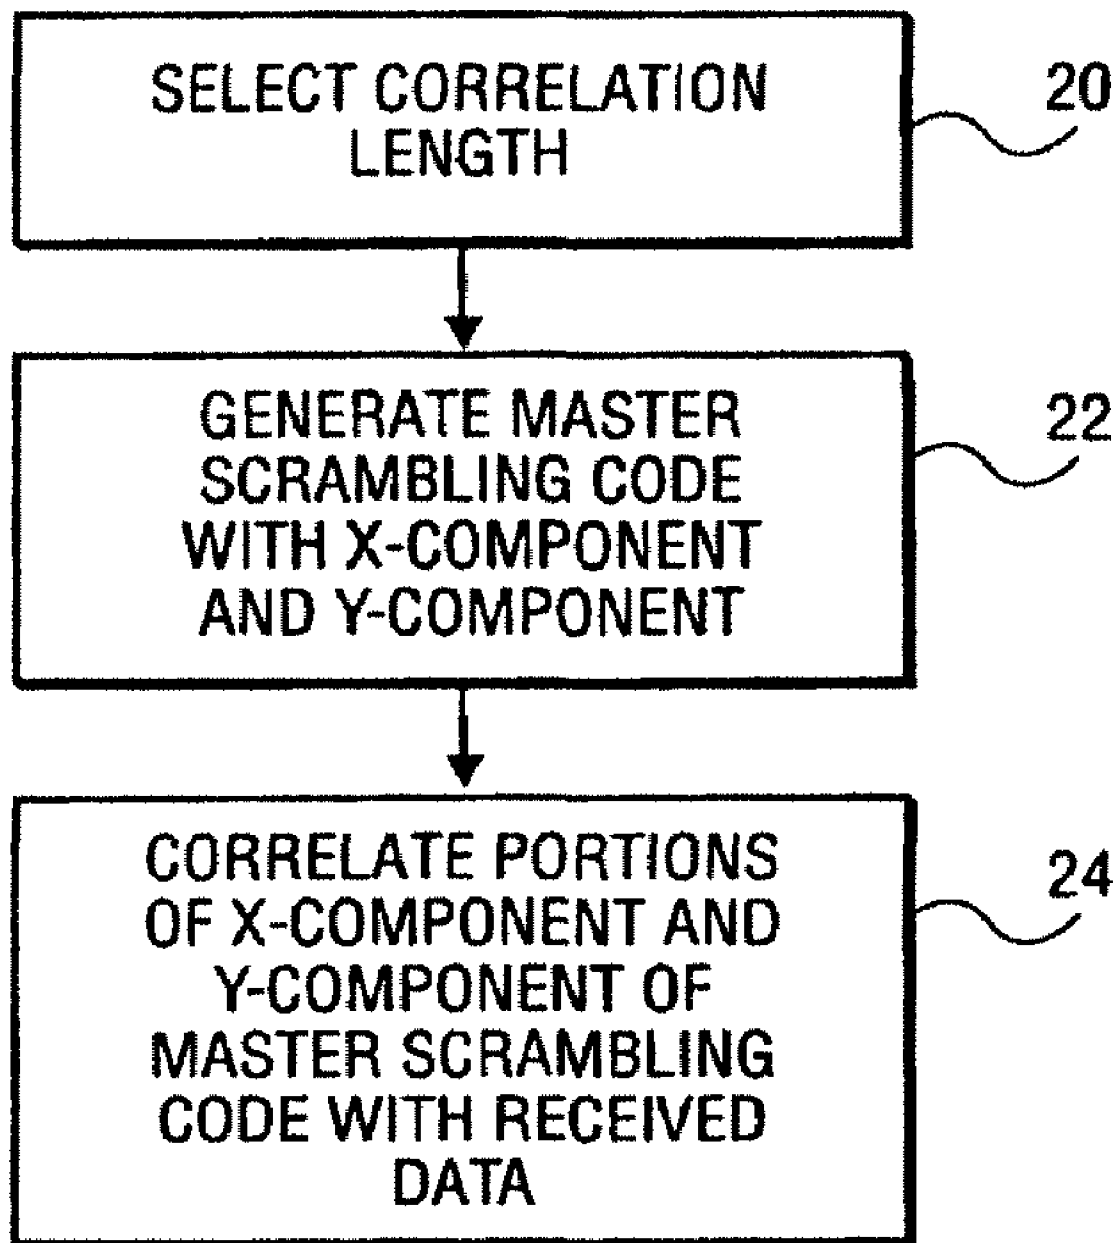 SELECT CORRELATION
LENGTH
20
GENERATE MASTER
SCRAMBLING CODE
WITH X-COMPONENT
AND Y-COMPONENT
22
CORRELATE PORTIONS
OF X-COMPONENT AND
Y-COMPONENT OF
MASTER SCRAMBLING
CODE WITH RECEIVED
DATA
24